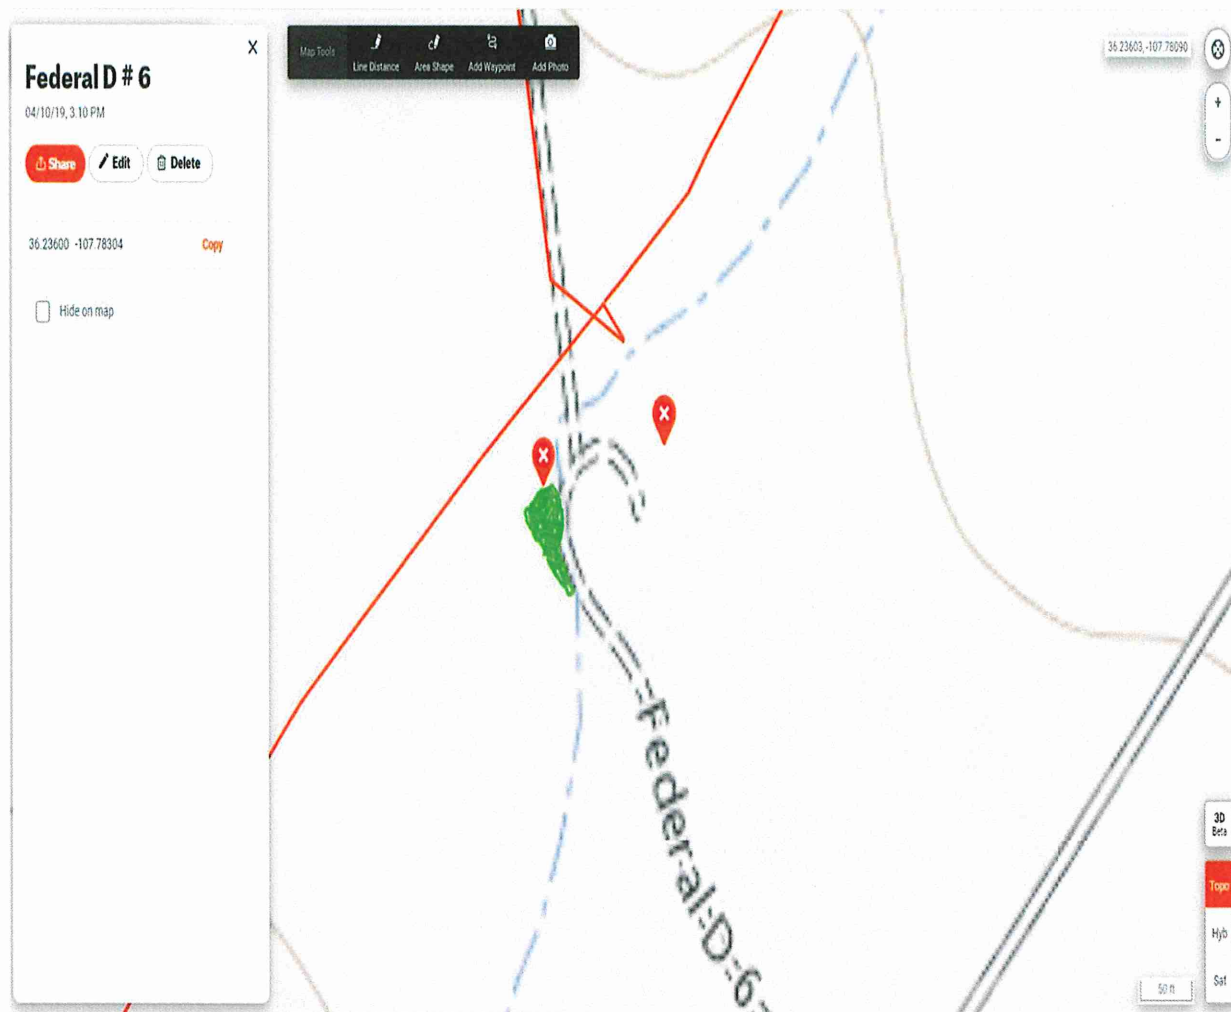 X
Federal D # 6
04/10/19, 3:10 PM
Share Edit Delete
36.23600 -107.78304 Copy
Hide on map
Map Tools
Line Distance Area Shape Add Waypoint Add Photo
36.23603, -107.78090
+
-
Federal-D-6-
3D
Beta
Topo
Hyb
Sat
50 ft